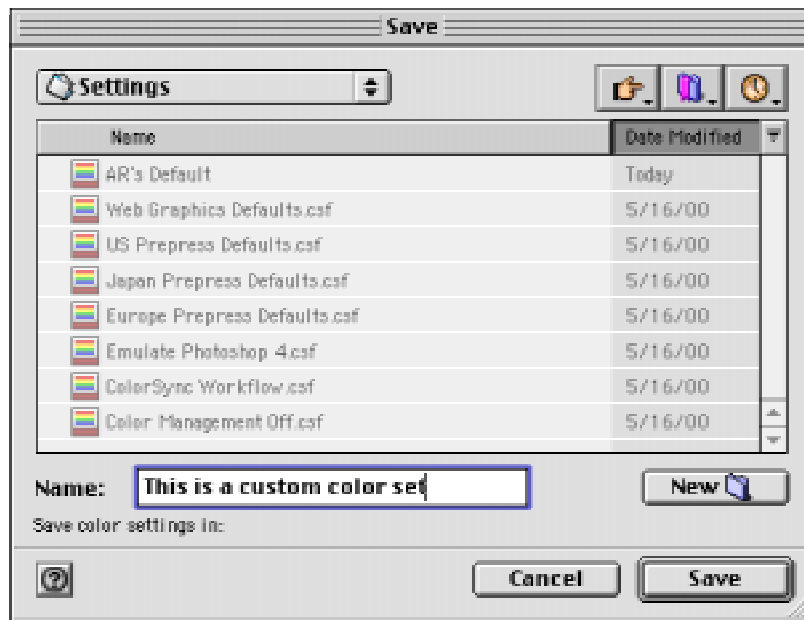 Save
Settings
Name Date Modified
AR's Default Today
Web Graphics Defaults.csf 5/16/00
US Prepress Defaults.csf 5/16/00
Japan Prepress Defaults.csf 5/16/00
Europe Prepress Defaults.csf 5/16/00
Emulate Photoshop 4.csf 5/16/00
ColorSync Workflow.csf 5/16/00
Color Management Off.csf 5/16/00
Name: This is a custom color set
New
Save color settings in:
? Cancel Save